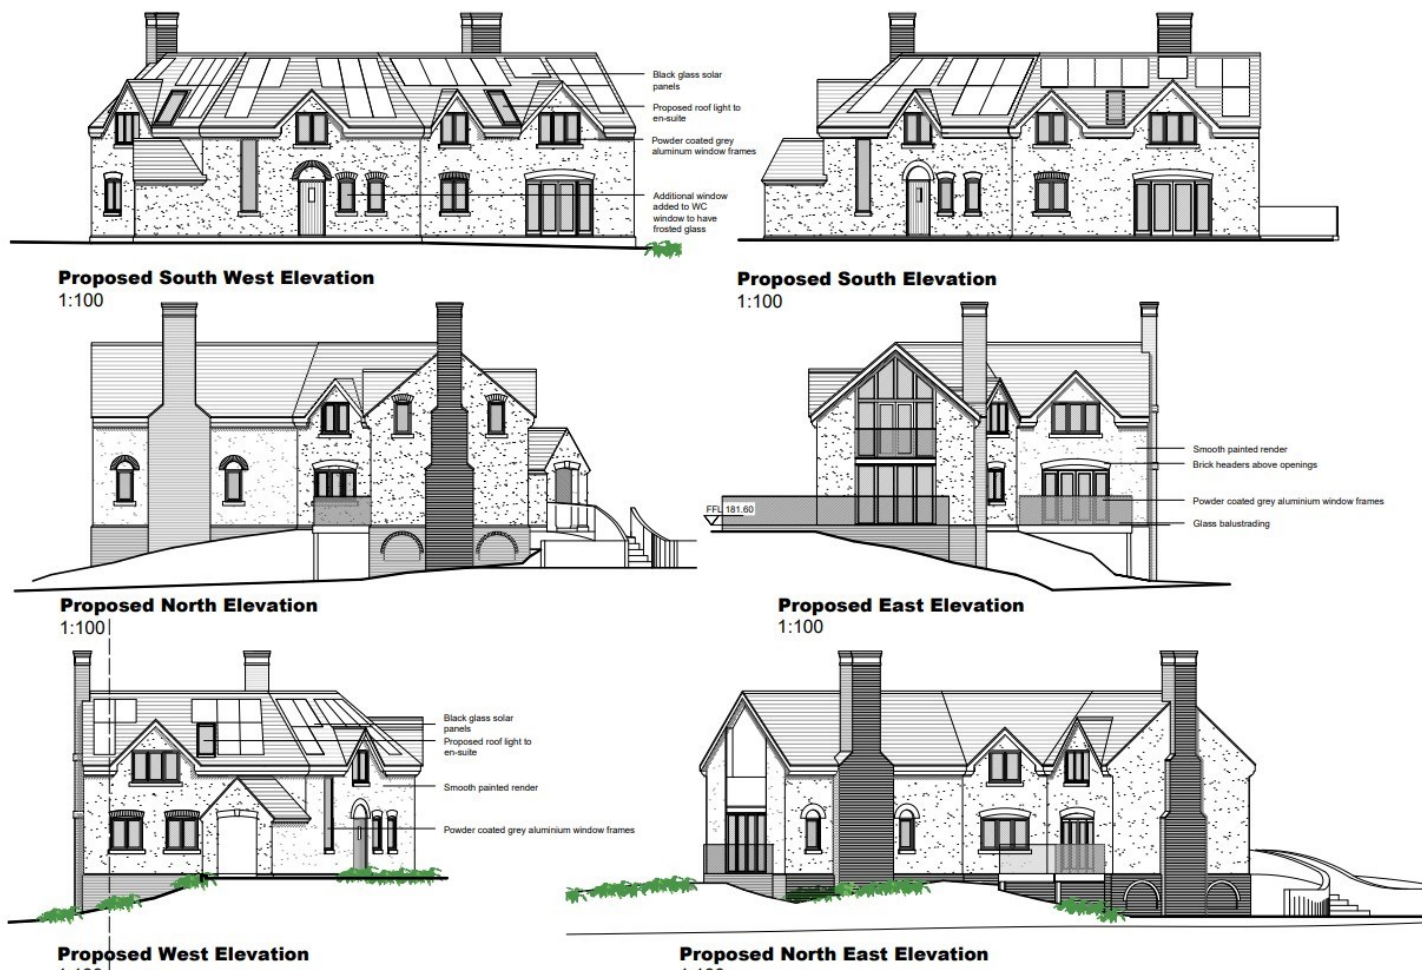 Black glass solar
panels
Proposed roof light to
en-suite
Powder coated grey
aluminum window frames
Additional window
added to WC
window to have
frosted glass
Proposed South West Elevation
1:100
Proposed South Elevation
1:100
Proposed North Elevation
1:100
Smooth painted render
Brick headers above openings
Powder coated grey aluminium window frames
Glass balustrading
FFL 181.60
Proposed East Elevation
1:100
Black glass solar
panels
Proposed roof light to
en-suite
Smooth painted render
Powder coated grey aluminium window frames
Proposed West Elevation
1:100
Proposed North East Elevation
1:100